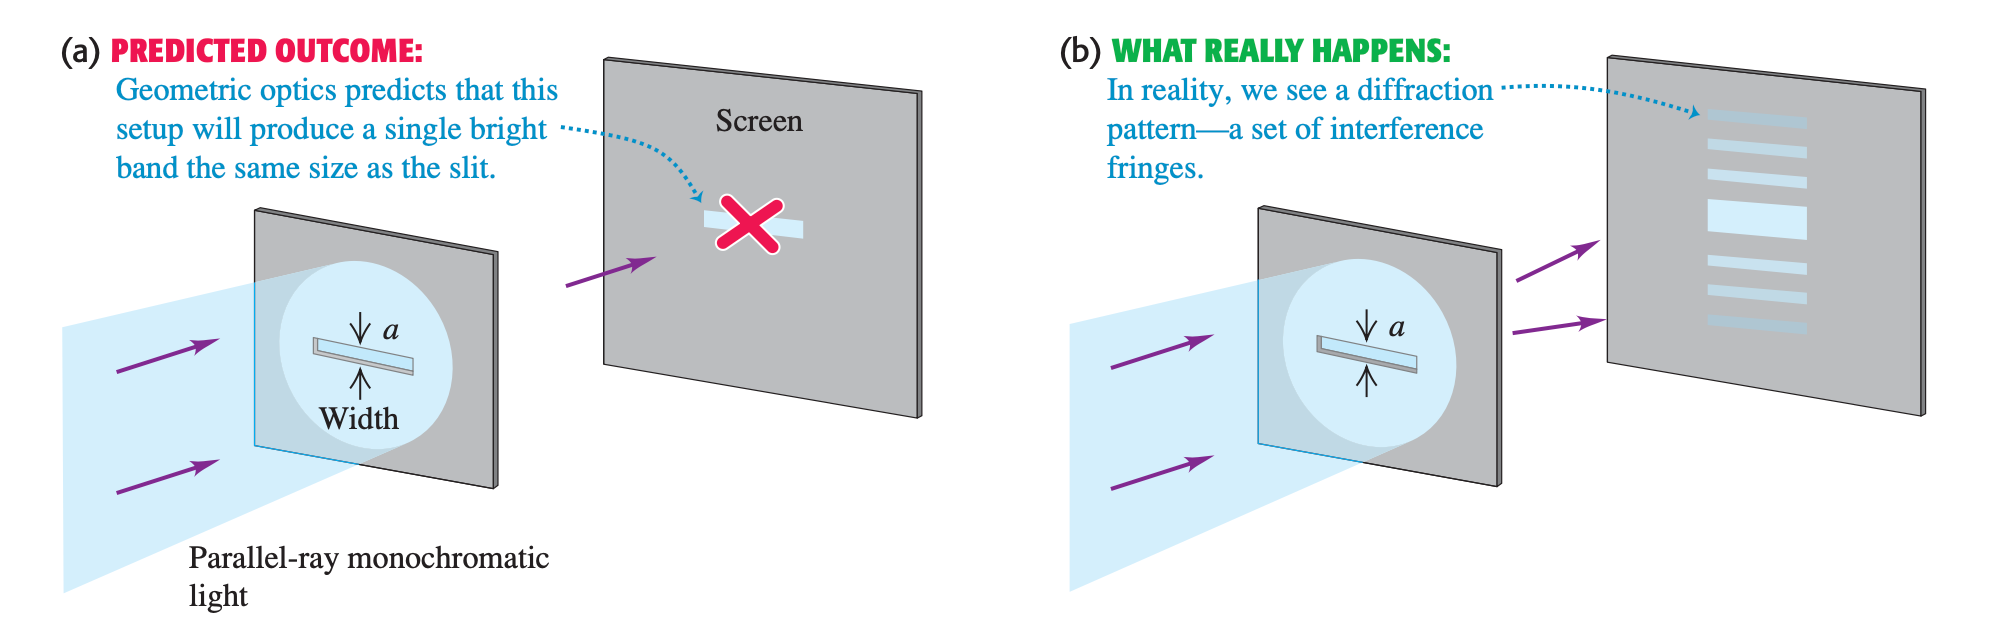 (a) PREDICTED OUTCOME:
Geometric optics predicts that this
setup will produce a single bright
band the same size as the slit.
Screen
a
Width
Parallel-ray monochromatic
light
(b) WHAT REALLY HAPPENS:
In reality, we see a diffraction
pattern—a set of interference
fringes.
a